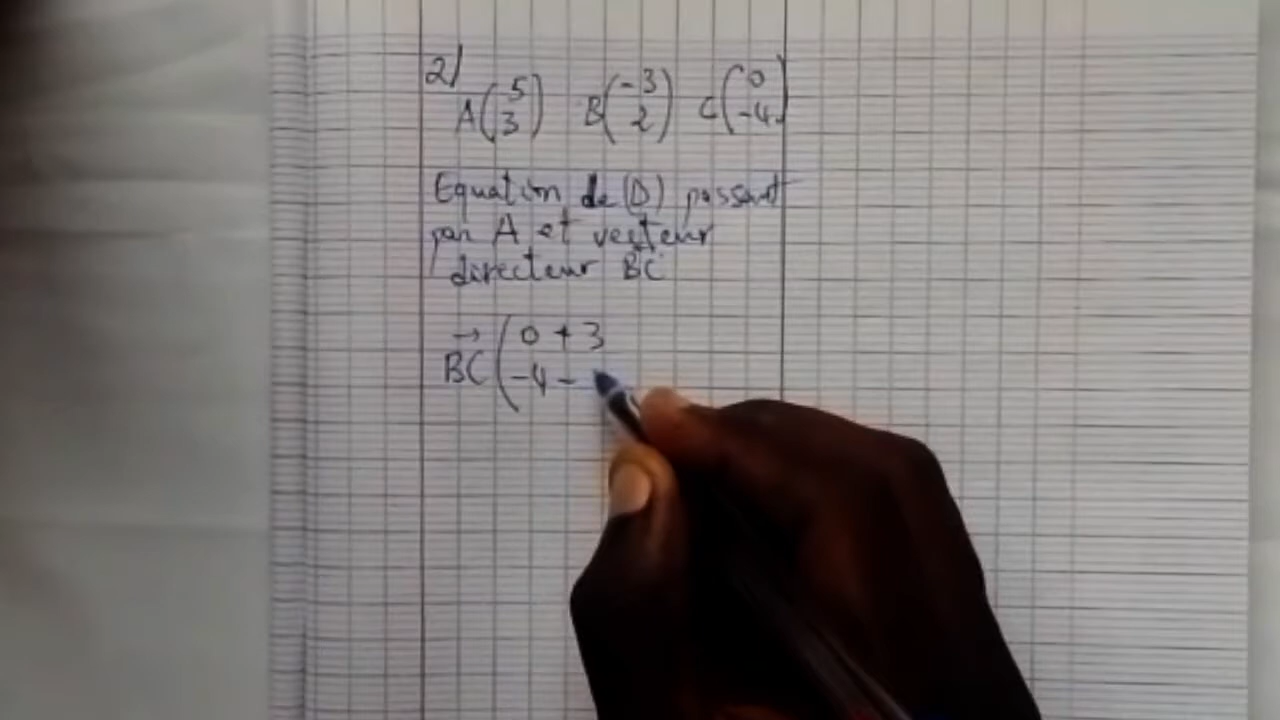 2/
A(5 3) B(-3 2) C(0 -4)
Equation de (D) passant
par A et vecteur
directeur BC
BC (0 + 3
-4 -